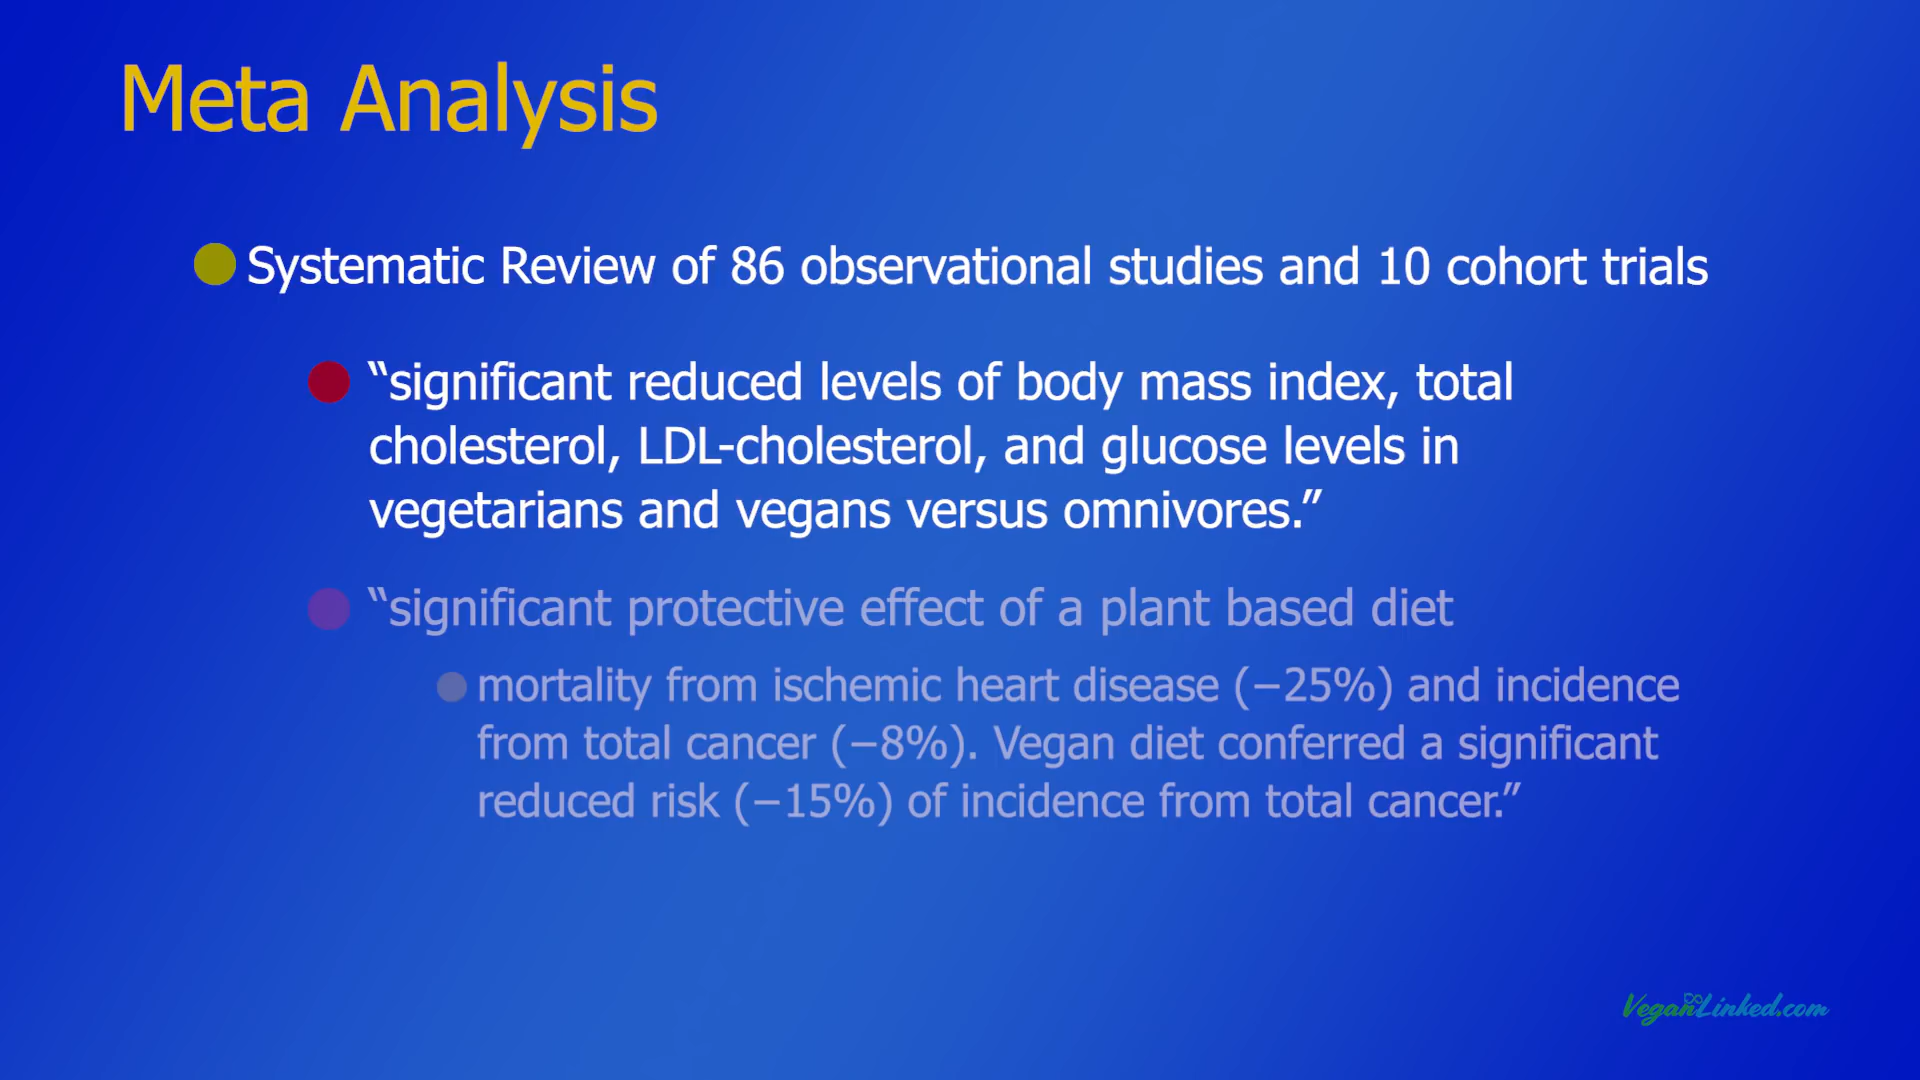 Meta Analysis
Systematic Review of 86 observational studies and 10 cohort trials
“significant reduced levels of body mass index, total
cholesterol, LDL-cholesterol, and glucose levels in
vegetarians and vegans versus omnivores.”
“significant protective effect of a plant based diet
mortality from ischemic heart disease (−25%) and incidence
from total cancer (−8%). Vegan diet conferred a significant
reduced risk (−15%) of incidence from total cancer.”
VeganLinked.com